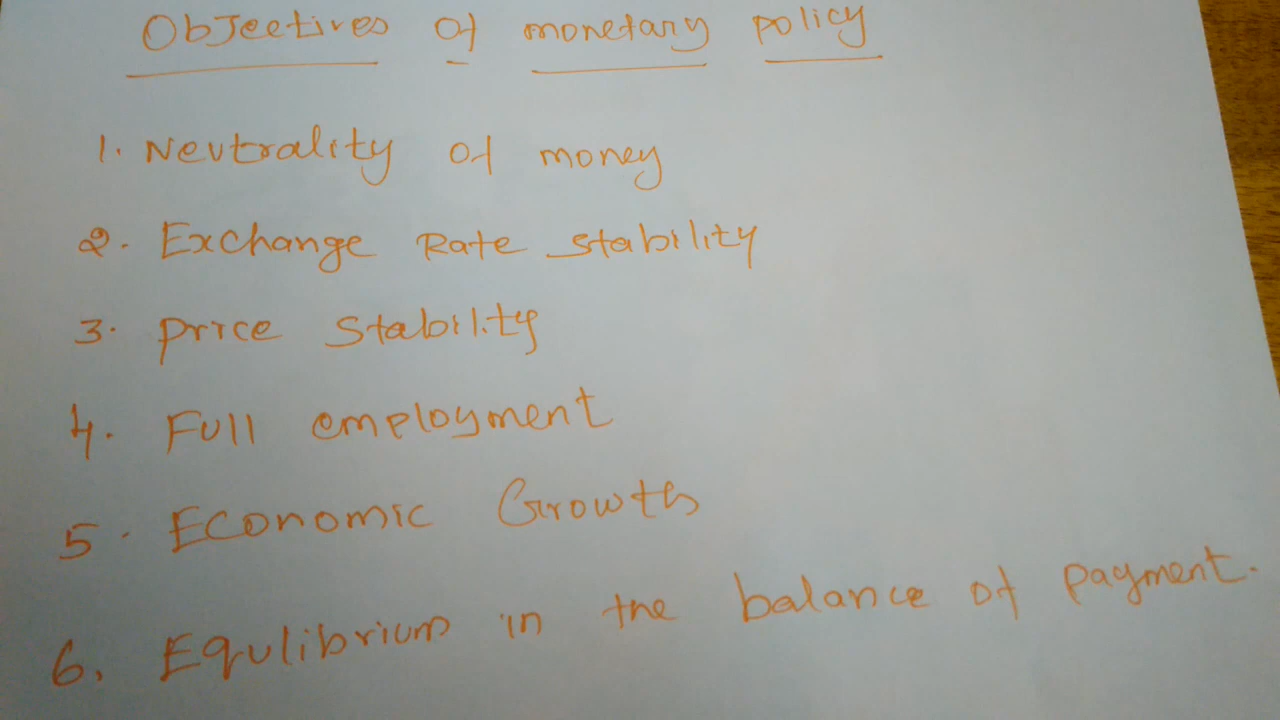 Objectives of monetary policy
1. Neutrality of money
2. Exchange Rate stability
3. price stability
4. Full employment
5. Economic Growth
6. Equlibrium in the balance of payment.